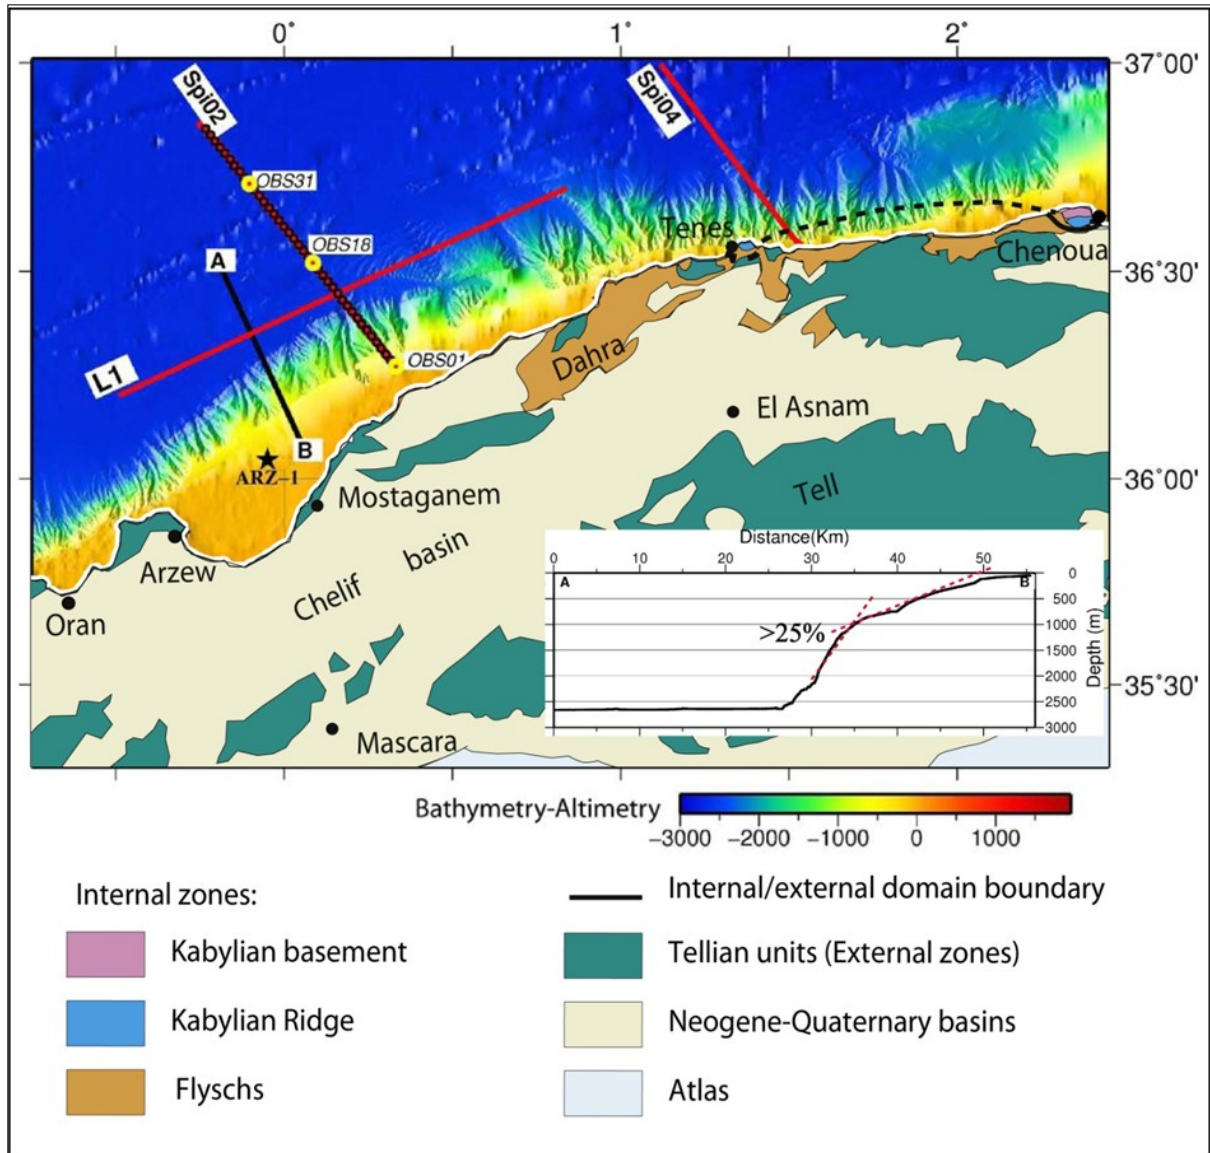 0° 1° 2°
37°00'
Spi02
Spi04
OBS31
OBS18
A
Tenes
Chenoua
36°30'
L1
OBS01
Dahra
El Asnam
B
ARZ-1
36°00'
Mostaganem
Tell
basin
Arzew
Chelif
Oran
Distance(Km)
0 10 20 30 40 50
A
B
0
500
>25%
1000
1500
2000
2500
3000
Depth (m)
35°30'
Mascara
Bathymetry-Altimetry
−3000 −2000 −1000 0 1000
Internal zones:
Internal/external domain boundary
Kabylian basement
Tellian units (External zones)
Kabylian Ridge
Neogene-Quaternary basins
Flyschs
Atlas